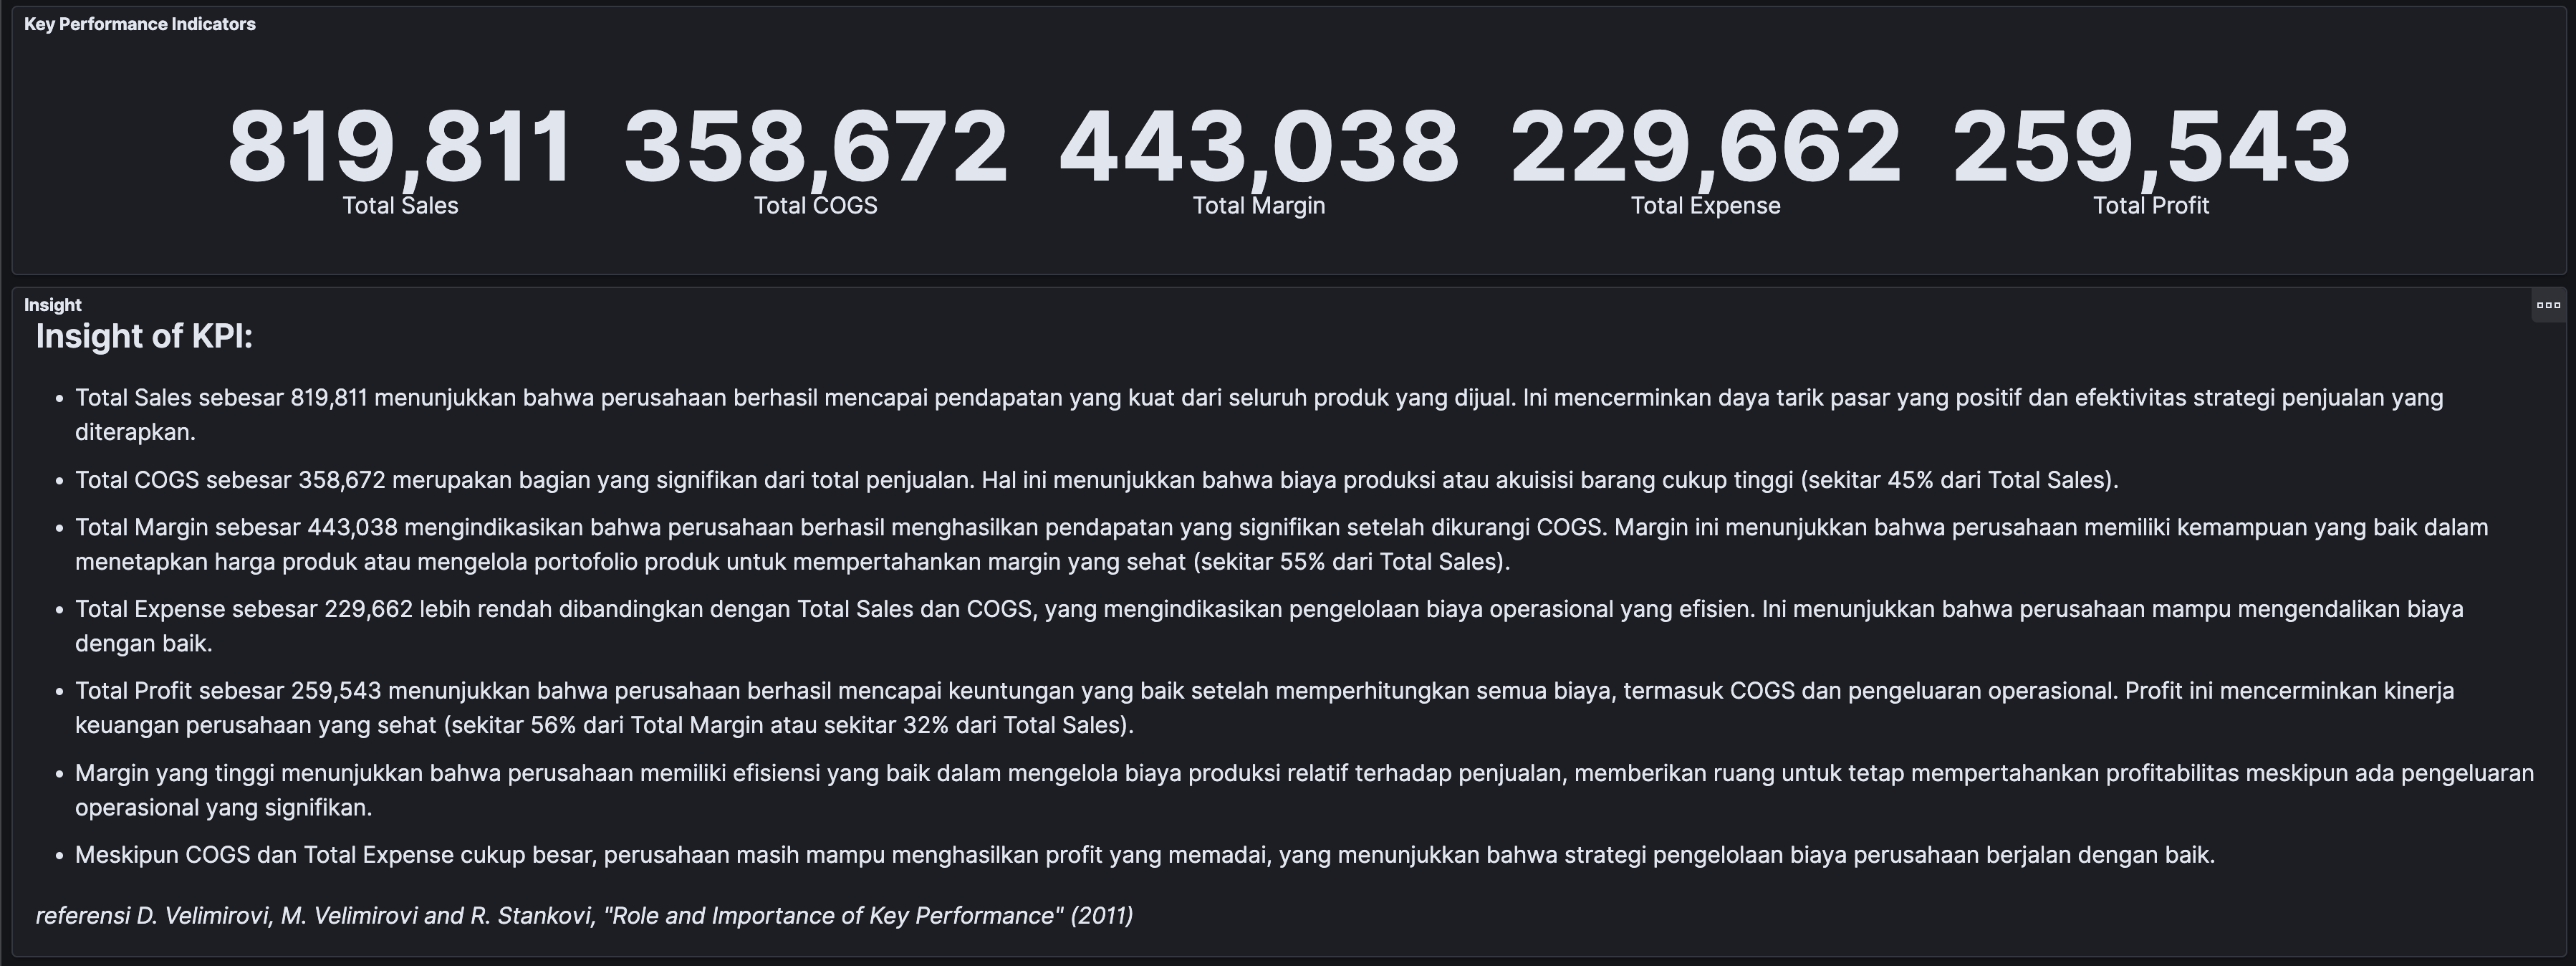 Key Performance Indicators
819,811 358,672 443,038 229,662 259,543
Total Sales Total COGS Total Margin Total Expense Total Profit
Insight
Insight of KPI:
• Total Sales sebesar 819,811 menunjukkan bahwa perusahaan berhasil mencapai pendapatan yang kuat dari seluruh produk yang dijual. Ini mencerminkan daya tarik pasar yang positif dan efektivitas strategi penjualan yang
diterapkan.
• Total COGS sebesar 358,672 merupakan bagian yang signifikan dari total penjualan. Hal ini menunjukkan bahwa biaya produksi atau akuisisi barang cukup tinggi (sekitar 45% dari Total Sales).
• Total Margin sebesar 443,038 mengindikasikan bahwa perusahaan berhasil menghasilkan pendapatan yang signifikan setelah dikurangi COGS. Margin ini menunjukkan bahwa perusahaan memiliki kemampuan yang baik dalam
menetapkan harga produk atau mengelola portofolio produk untuk mempertahankan margin yang sehat (sekitar 55% dari Total Sales).
• Total Expense sebesar 229,662 lebih rendah dibandingkan dengan Total Sales dan COGS, yang mengindikasikan pengelolaan biaya operasional yang efisien. Ini menunjukkan bahwa perusahaan mampu mengendalikan biaya
dengan baik.
• Total Profit sebesar 259,543 menunjukkan bahwa perusahaan berhasil mencapai keuntungan yang baik setelah memperhitungkan semua biaya, termasuk COGS dan pengeluaran operasional. Profit ini mencerminkan kinerja
keuangan perusahaan yang sehat (sekitar 56% dari Total Margin atau sekitar 32% dari Total Sales).
• Margin yang tinggi menunjukkan bahwa perusahaan memiliki efisiensi yang baik dalam mengelola biaya produksi relatif terhadap penjualan, memberikan ruang untuk tetap mempertahankan profitabilitas meskipun ada pengeluaran
operasional yang signifikan.
• Meskipun COGS dan Total Expense cukup besar, perusahaan masih mampu menghasilkan profit yang memadai, yang menunjukkan bahwa strategi pengelolaan biaya perusahaan berjalan dengan baik.
referensi D. Velimirovi, M. Velimirovi and R. Stankovi, "Role and Importance of Key Performance" (2011)